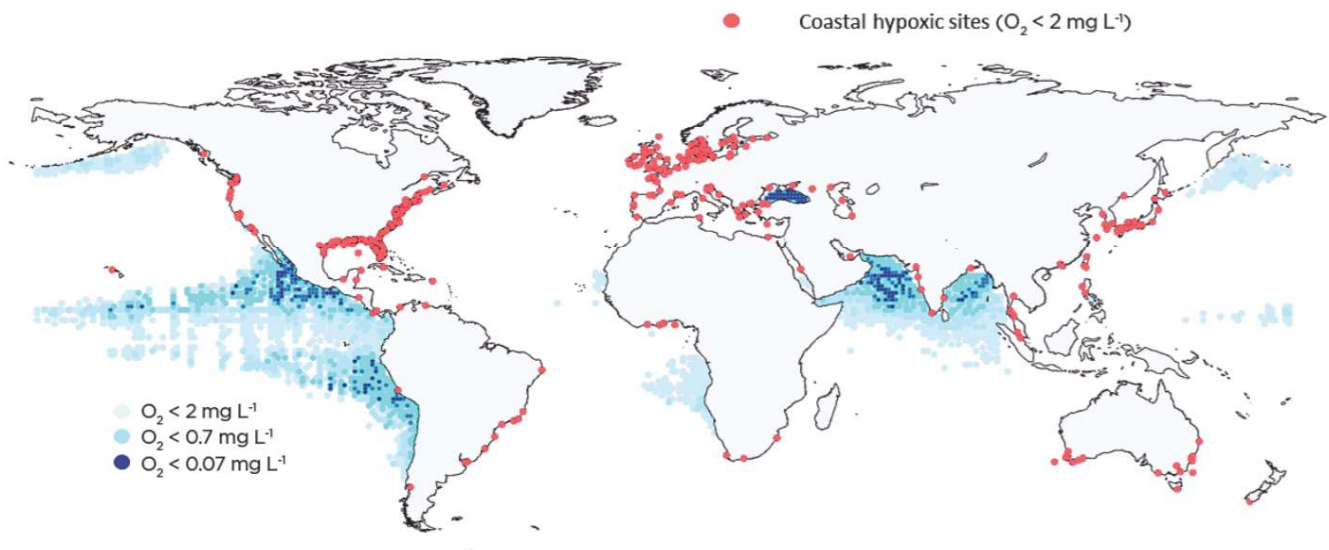 Coastal hypoxic sites (O₂ < 2 mg L⁻¹)
O₂ < 2 mg L⁻¹
O₂ < 0.7 mg L⁻¹
O₂ < 0.07 mg L⁻¹